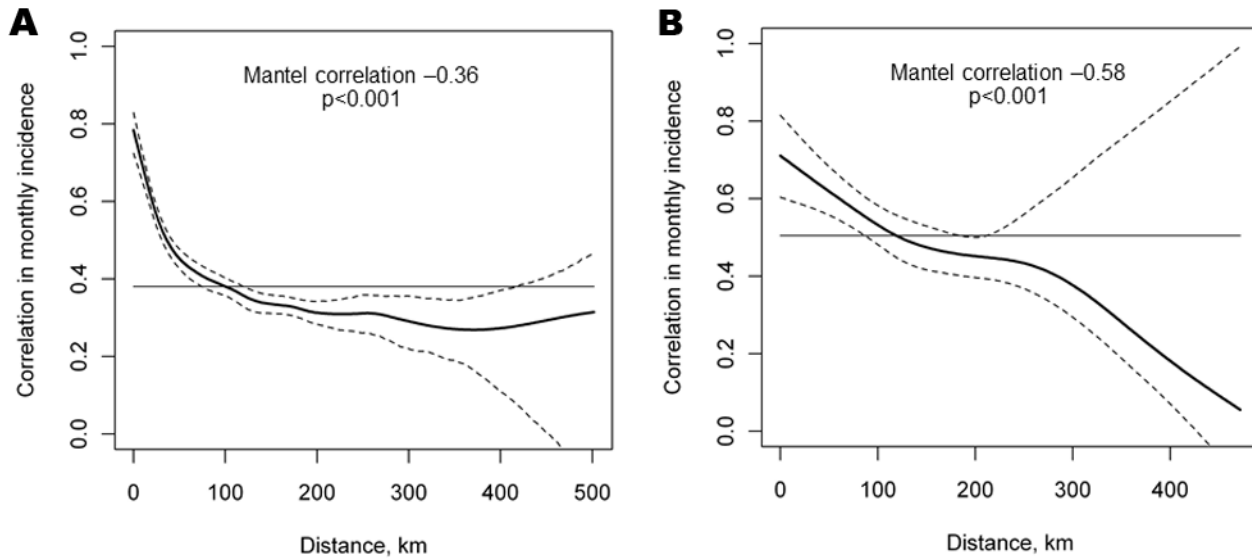 A
Mantel correlation –0.36
p<0.001
Correlation in monthly incidence
1.0
0.8
0.6
0.4
0.2
0.0
0 100 200 300 400 500
Distance, km
B
Mantel correlation –0.58
p<0.001
Correlation in monthly incidence
1.0
0.8
0.6
0.4
0.2
0.0
0 100 200 300 400
Distance, km